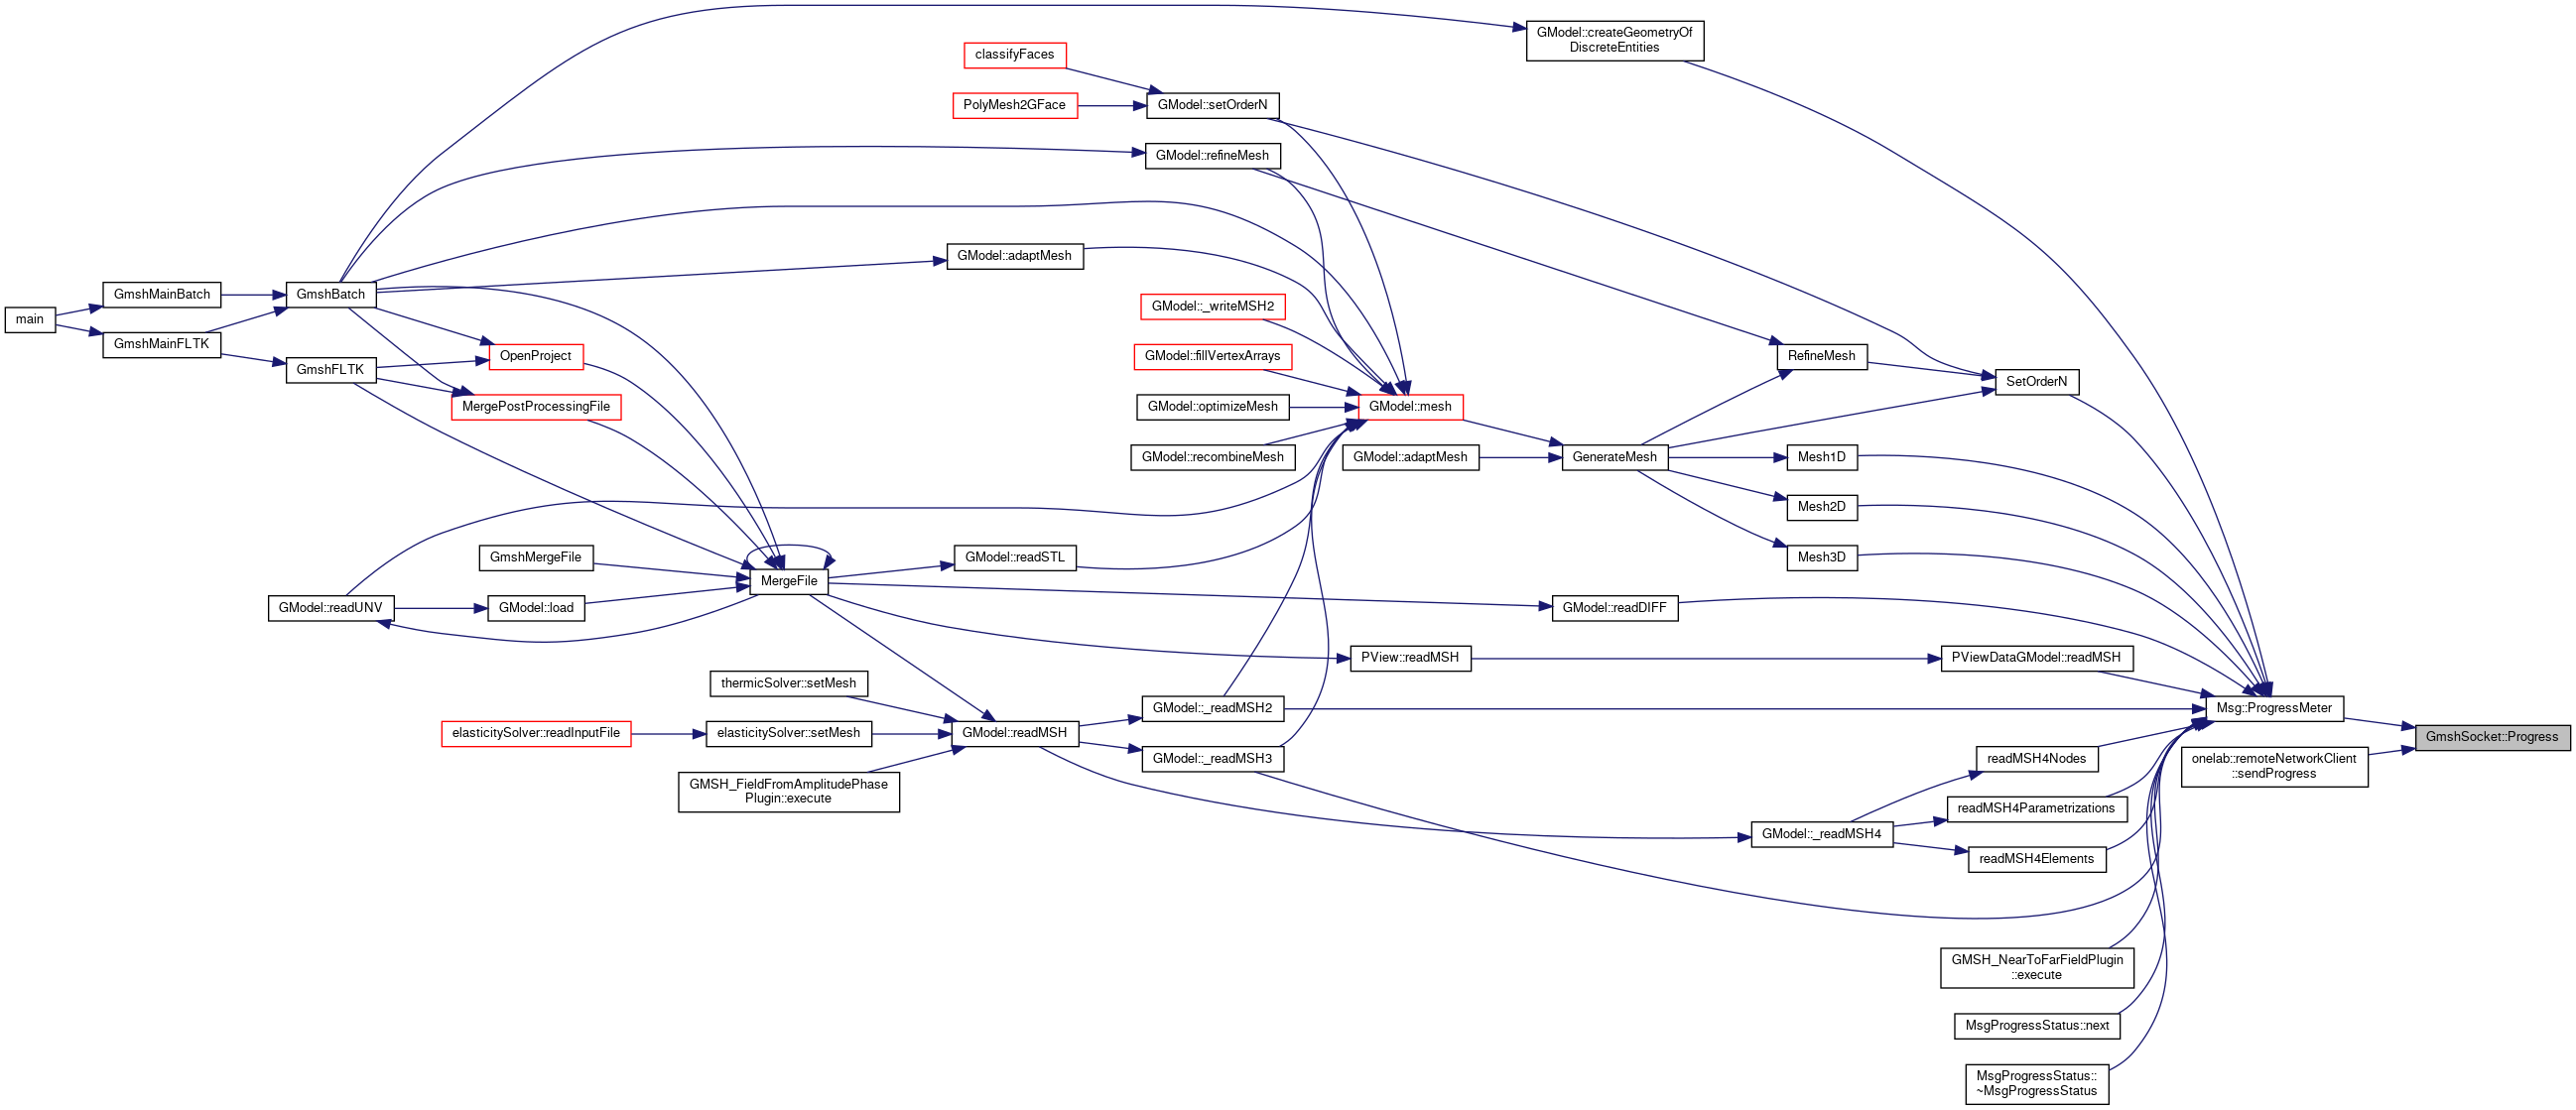 GModel::createGeometryOf
DiscreteEntities
classifyFaces
PolyMesh2GFace
GModel::setOrderN
GModel::refineMesh
GModel::adaptMesh
GmshMainBatch
GmshBatch
main
GmshMainFLTK
GmshFLTK
OpenProject
MergePostProcessingFile
GModel::_writeMSH2
GModel::fillVertexArrays
GModel::optimizeMesh
GModel::recombineMesh
GModel::mesh
GModel::adaptMesh
GenerateMesh
RefineMesh
SetOrderN
Mesh1D
Mesh2D
Mesh3D
GmshMergeFile
GModel::readUNV
GModel::load
MergeFile
GModel::readSTL
GModel::readDIFF
PView::readMSH
PViewDataGModel::readMSH
thermicSolver::setMesh
elasticitySolver::readInputFile
elasticitySolver::setMesh
GMSH_FieldFromAmplitudePhase
Plugin::execute
GModel::readMSH
GModel::_readMSH2
GModel::_readMSH3
Msg::ProgressMeter
GmshSocket::Progress
onelab::remoteNetworkClient
::sendProgress
readMSH4Nodes
readMSH4Parametrizations
GModel::_readMSH4
readMSH4Elements
GMSH_NearToFarFieldPlugin
::execute
MsgProgressStatus::next
MsgProgressStatus::
~MsgProgressStatus